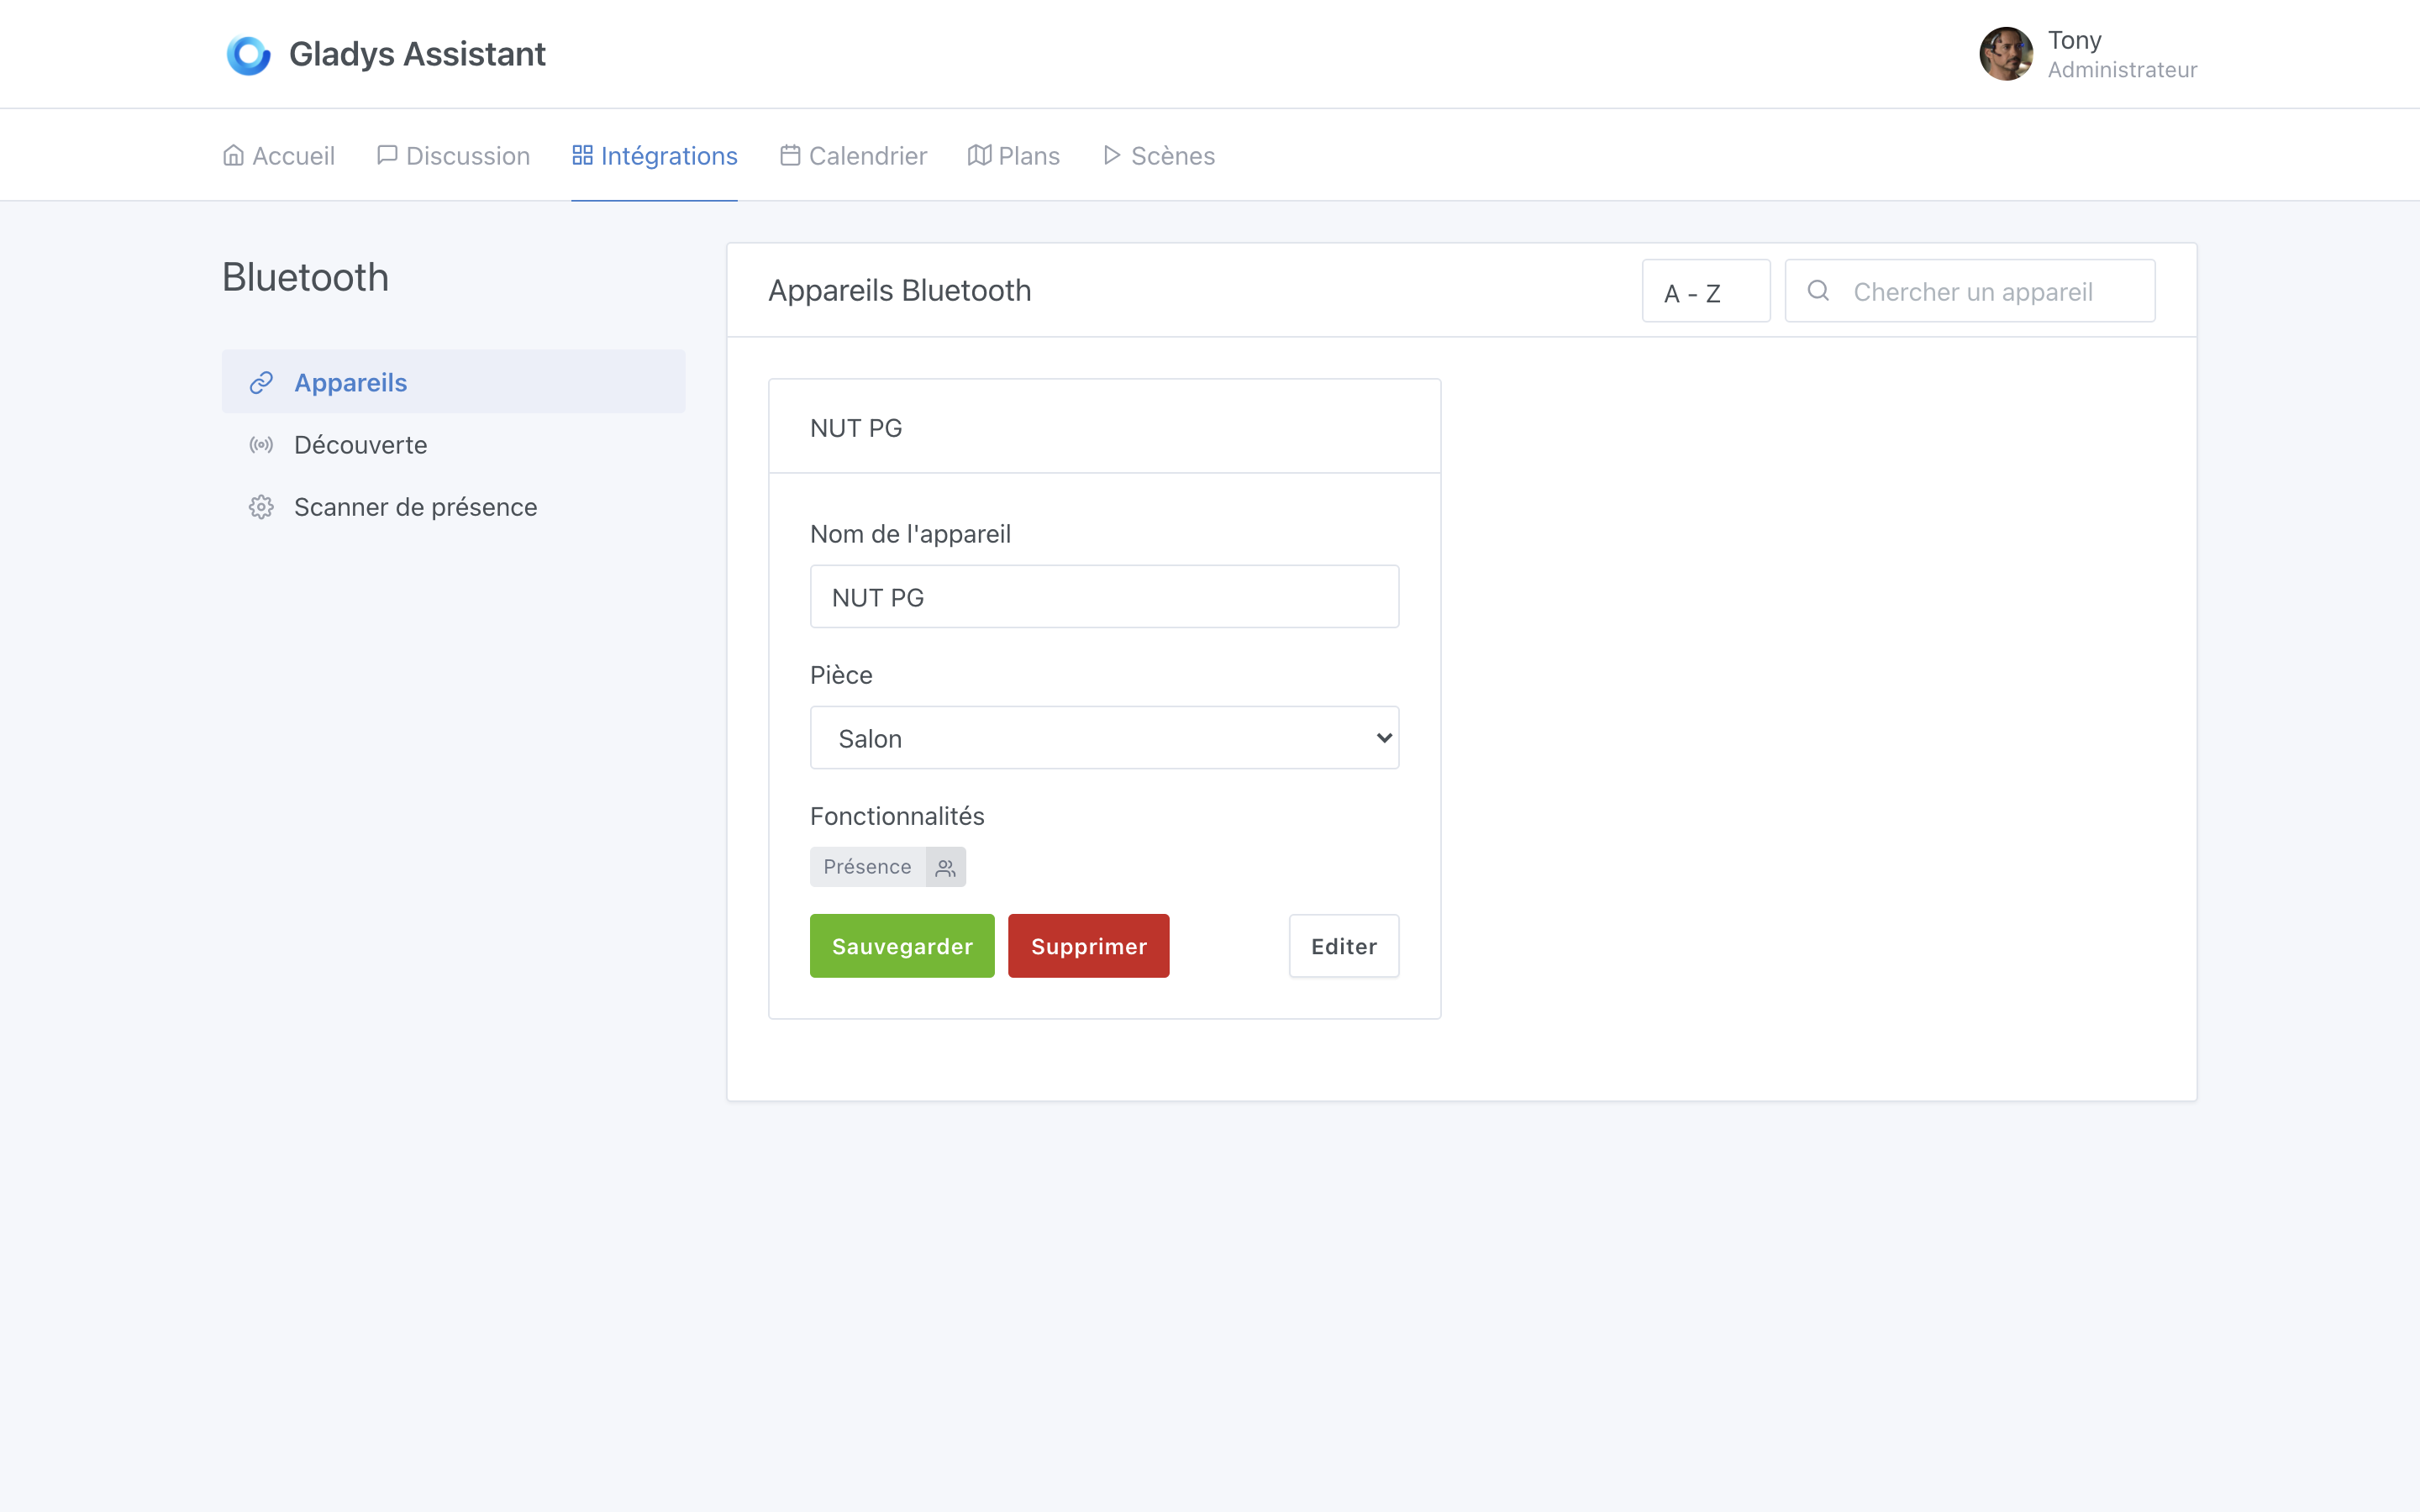 Gladys Assistant
Tony
Administrateur
Accueil
Discussion
Intégrations
Calendrier
Plans
Scènes
Bluetooth
Appareils
Découverte
Scanner de présence
Appareils Bluetooth
A - Z
Chercher un appareil
NUT PG
Nom de l'appareil
NUT PG
Pièce
Salon
Fonctionnalités
Présence
Sauvegarder
Supprimer
Editer